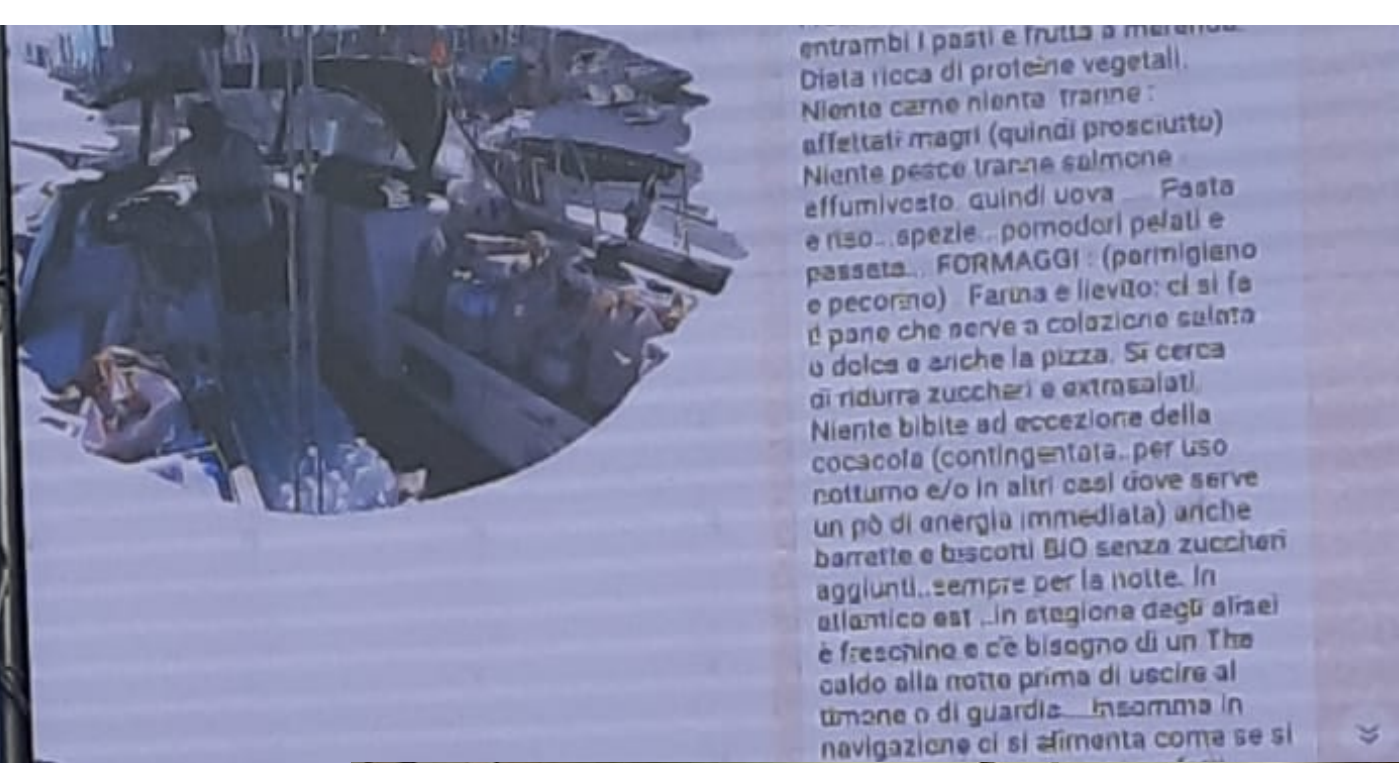 entrambi I pasti e frutta a merenda.
Dieta ricca di proteine vegetali.
Niente carne niente tranne :
affettati magri (quindi prosciutto)
Niente pesce tranne salmone
affumivcato quindi uova .... Pasta
e riso...spezie...pomodori pelati e
passata... FORMAGGI : (parmigiano
e pecorino) Farina e lievito: ci si fa
il pane che serve a colazione salata
o dolce e anche la pizza. Si cerca
di ridurre zuccheri e extrasalati.
Niente bibite ad eccezione della
cocacola (contingentata..per uso
notturno e/o in altri casi dove serve
un pò di energia immediata) anche
barrette e biscotti BIO senza zuccheri
aggiunti..sempre per la notte. In
atlantico est ..in stagione degli alisei
è freschino e c'è bisogno di un The
caldo alla notte prima di uscire al
timone o di guardia.... Insomma in
navigazione ci si alimenta come se si